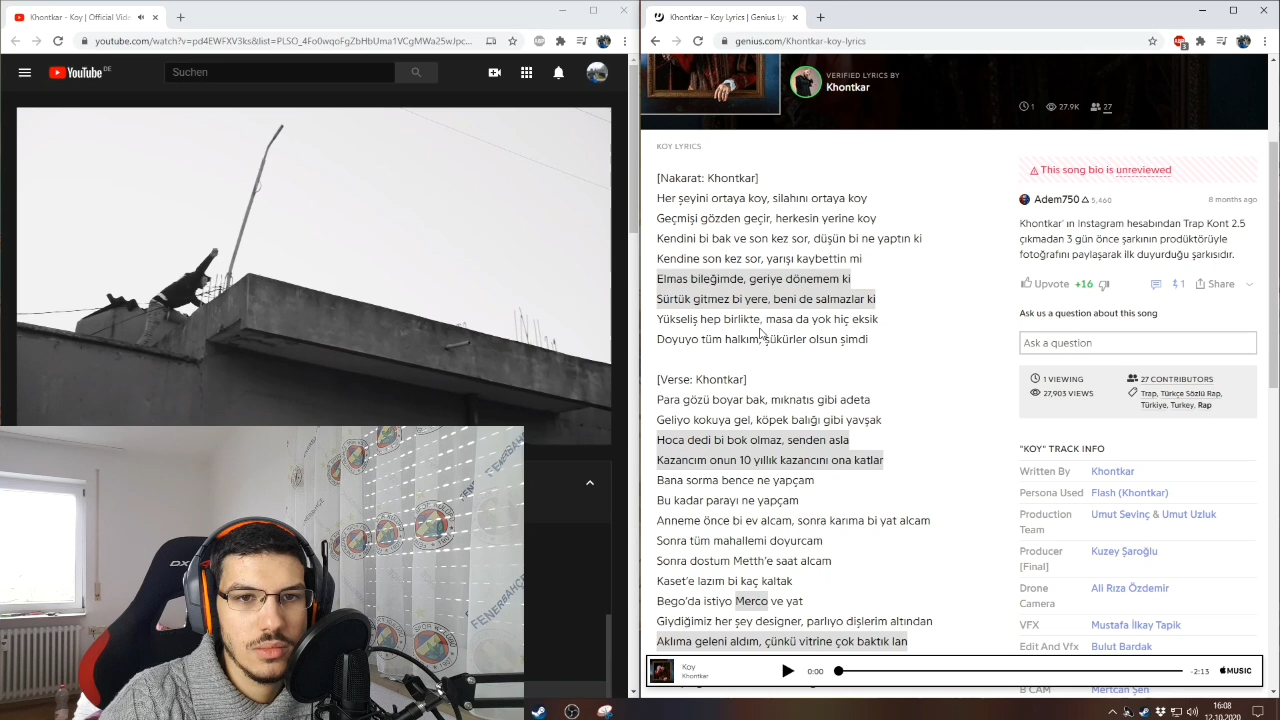 Khontkar - Koy | Official Vide
youtube.com/watch?v=pd4EWFXV3ks&list=PLSO_4Fo0wqoFgZbHbUma1VCgMWa25wJpc...
YouTube DE
Suchen
Khontkar – Koy Lyrics | Genius Ly
genius.com/Khontkar-koy-lyrics
VERIFIED LYRICS BY
Khontkar
1 27.9K 27
KOY LYRICS
[Nakarat: Khontkar]
Her şeyini ortaya koy, silahını ortaya koy
Geçmişi gözden geçir, herkesin yerine koy
Kendini bi bak ve son kez sor, düşün bi ne yaptın ki
Kendine son kez sor, yarışı kaybettin mi
Elmas bileğimde, geriye dönemem ki
Sürtük gitmez bi yere, beni de salmazlar ki
Yükseliş hep birlikte, masa da yok hiç eksik
Doyuyo tüm halkım, şükürler olsun şimdi
[Verse: Khontkar]
Para gözü boyar bak, mıknatıs gibi adeta
Geliyo kokuya gel, köpek balığı gibi yavşak
Hoca dedi bi bok olmaz, senden asla
Kazancım onun 10 yıllık kazancını ona katlar
Bana sorma bence ne yapçam
Bu kadar parayı ne yapçam
Anneme önce bi ev alcam, sonra karıma bi yat alcam
Sonra tüm mahallemi doyurcam
Sonra dostum Metth'e saat alcam
Kaset'e lazım bi kaç kaltak
Bego'da istiyo Merco ve yat
Giydiğimiz her şey designer, parlıyo dişlerim altından
Aklıma geleni aldım, çünkü vitrine çok baktık lan
This song bio is unreviewed
Adem750 5,460 8 months ago
Khontkar' ın Instagram hesabından Trap Kont 2.5
çıkmadan 3 gün önce şarkının prodüktörüyle
fotoğrafını paylaşarak ilk duyurduğu şarkısıdır.
Upvote +16 1 Share
Ask us a question about this song
Ask a question
1 VIEWING
27,903 VIEWS
27 CONTRIBUTORS
Trap, Türkçe Sözlü Rap,
Türkiye, Turkey, Rap
"KOY" TRACK INFO
Written By Khontkar
Persona Used Flash (Khontkar)
Production Team Umut Sevinç & Umut Uzluk
Producer [Final] Kuzey Şaroğlu
Drone Camera Ali Rıza Özdemir
VFX Mustafa İlkay Tapik
Edit And Vfx Bulut Bardak
B CAM Mertcan Şen
Koy
Khontkar
0:00 -2:13 MUSIC
FENERBAHÇE
16:08
12.10.2020